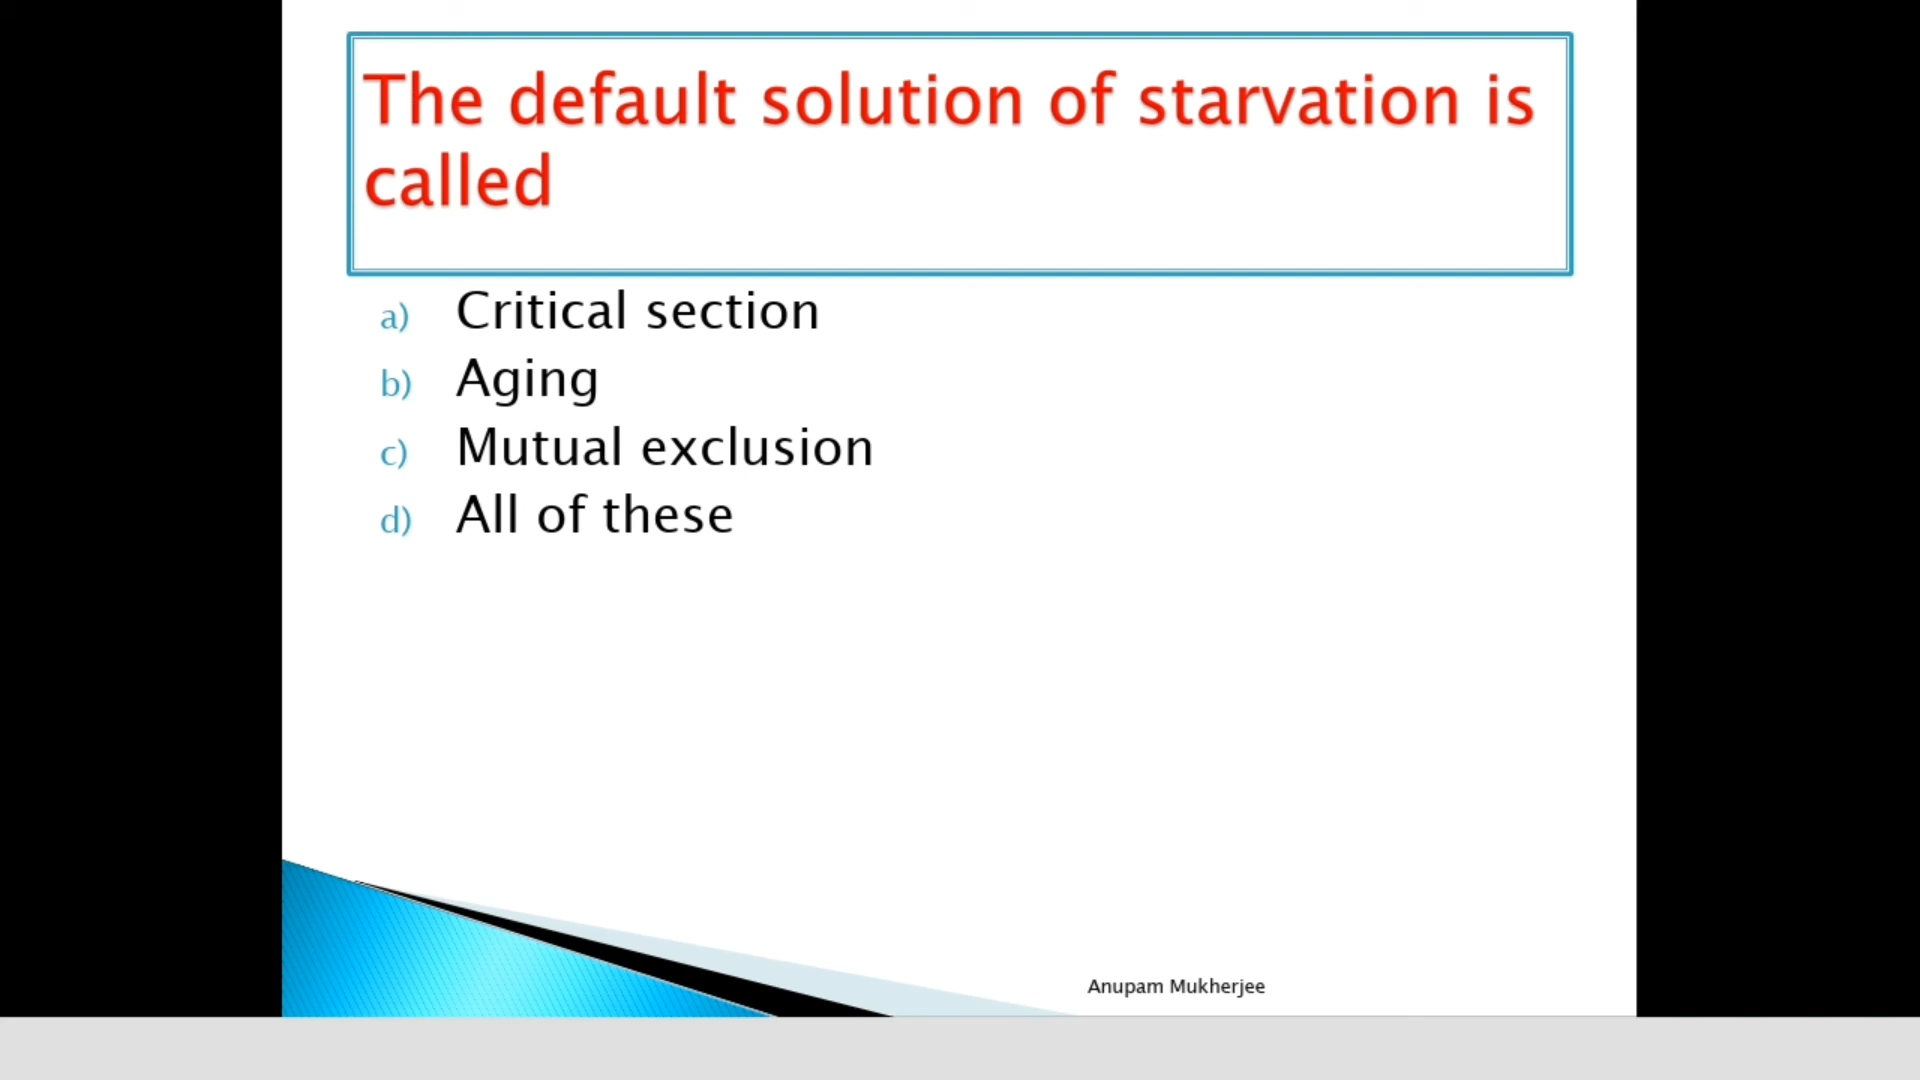 The default solution of starvation is
called
a) Critical section
b) Aging
c) Mutual exclusion
d) All of these
Anupam Mukherjee